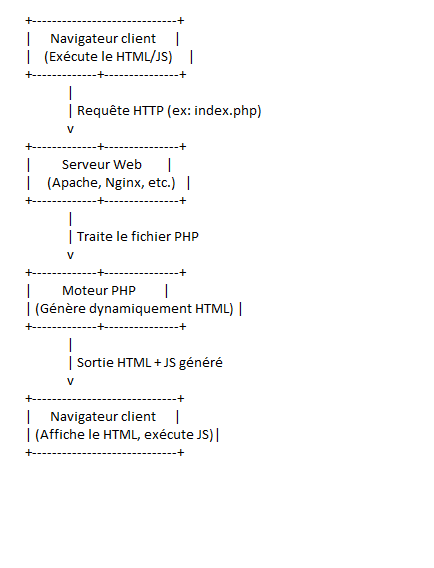 +-----------------------------+
|     Navigateur client     |
|    (Exécute le HTML/JS)    |
+-------------+---------------+
|
| Requête HTTP (ex: index.php)
v
+-------------+---------------+
|        Serveur Web       |
|    (Apache, Nginx, etc.)   |
+-------------+---------------+
|
| Traite le fichier PHP
v
+-------------+---------------+
|        Moteur PHP       |
| (Génère dynamiquement HTML) |
+-------------+---------------+
|
| Sortie HTML + JS généré
v
+-----------------------------+
|     Navigateur client     |
| (Affiche le HTML, exécute JS)|
+-----------------------------+